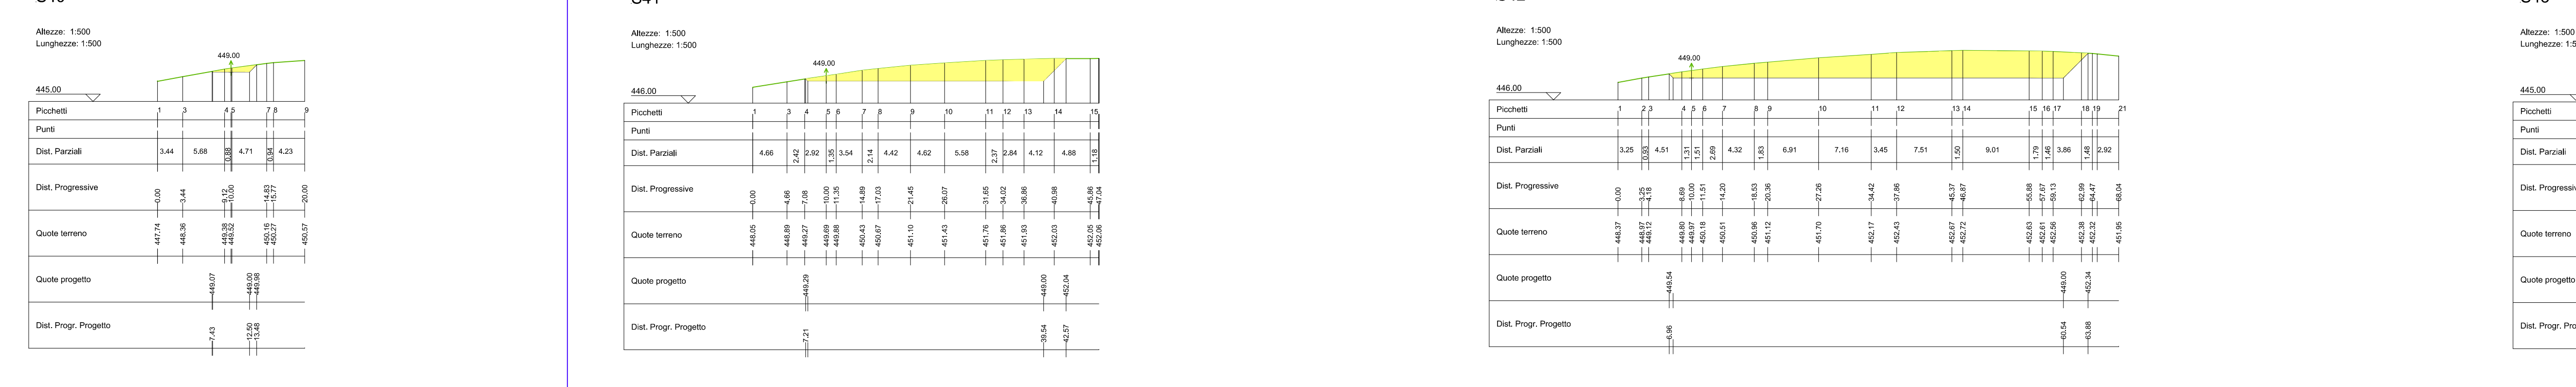 Altezze: 1:500
Lunghezze: 1:500
449.00
445.00
Picchetti 1 3 4 5 7 8 9
Punti
Dist. Parziali 3.44 5.68 0.88 4.71 0.94 4.23
Dist. Progressive 0.00 3.44 9.12 10.00 14.83 15.77 20.00
Quote terreno 447.74 448.36 449.38 449.52 450.16 450.27 450.57
Quote progetto 449.07 449.00 449.98
Dist. Progr. Progetto 7.43 12.50 13.48
Altezze: 1:500
Lunghezze: 1:500
449.00
446.00
Picchetti 1 3 4 5 6 7 8 9 10 11 12 13 14 15
Punti
Dist. Parziali 4.66 2.42 2.92 1.35 3.54 2.14 4.42 4.62 5.58 2.37 2.84 4.12 4.88 1.18
Dist. Progressive 0.00 4.66 7.08 10.00 11.35 14.89 17.03 21.45 26.07 31.65 34.02 36.86 40.98 45.86 47.04
Quote terreno 448.05 448.89 449.27 449.69 449.88 450.43 450.67 451.10 451.43 451.76 451.86 451.93 452.03 452.05 452.06
Quote progetto 449.29 449.00 452.04
Dist. Progr. Progetto 7.21 39.54 42.57
Altezze: 1:500
Lunghezze: 1:500
449.00
446.00
Picchetti 1 2 3 4 5 6 7 8 9 10 11 12 13 14 15 16 17 18 19 21
Punti
Dist. Parziali 3.25 0.93 4.51 1.31 1.51 2.69 4.32 1.83 6.91 7.16 3.45 7.51 1.50 9.01 1.79 1.46 3.86 1.48 2.92
Dist. Progressive 0.00 3.25 4.18 8.69 10.00 11.51 14.20 18.53 20.36 27.26 34.42 37.86 45.37 46.87 55.88 57.67 59.13 62.99 64.47 68.04
Quote terreno 448.37 448.97 449.12 449.80 449.97 450.18 450.51 450.96 451.12 451.70 452.17 452.43 452.67 452.72 452.63 452.61 452.56 452.38 452.32 451.95
Quote progetto 449.54 449.00 452.34
Dist. Progr. Progetto 6.96 60.54 63.88
Altezze: 1:500
Lunghezze:
445.00
Picchetti
Punti
Dist. Parziali
Dist.
Quote terreno
Quote progetto
Dist. Progr.